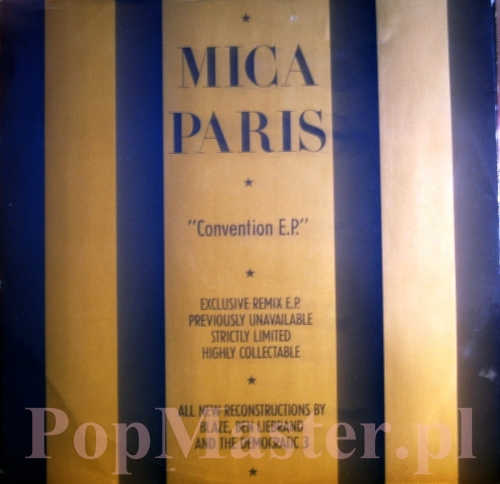 MICA
PARIS
"Convention E.P."
EXCLUSIVE REMIX E.P.
PREVIOUSLY UNAVAILABLE
STRICTLY LIMITED
HIGHLY COLLECTABLE
ALL NEW RECONSTRUCTIONS BY
BLAZE, BEN LIEBRAND
AND THE DEMOCRATIC 3
PopMaster.pl